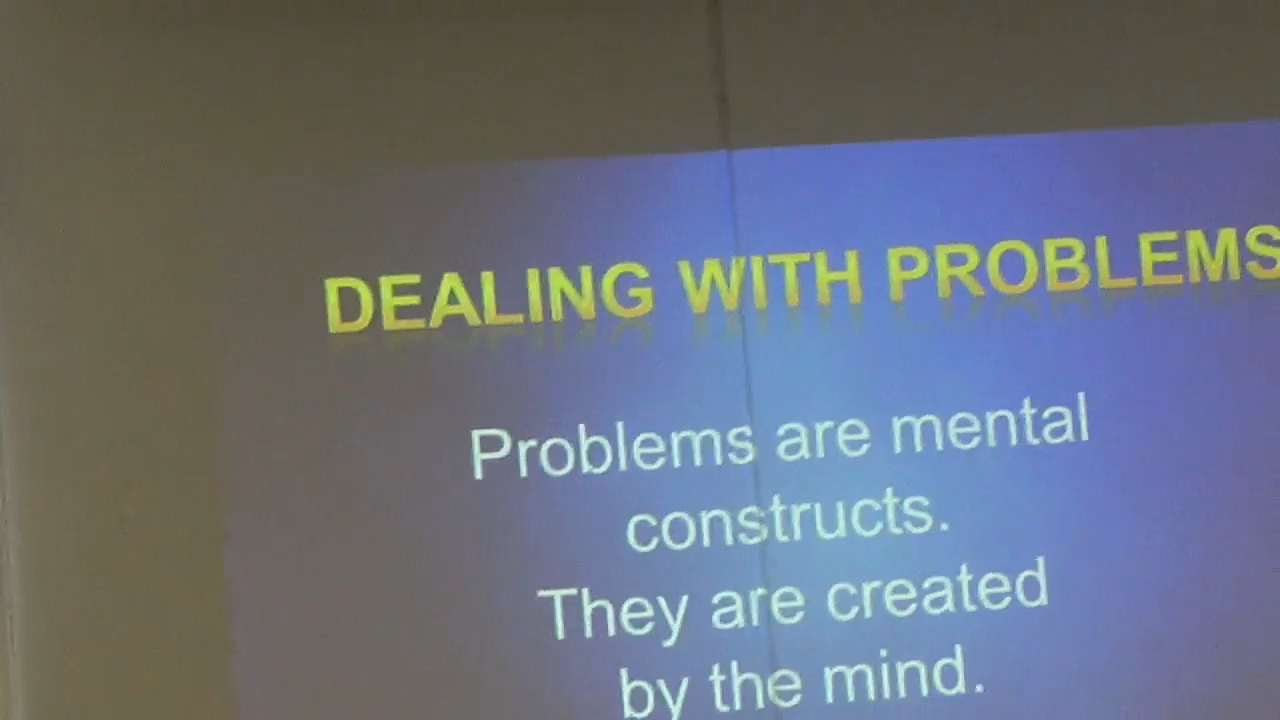 DEALING WITH PROBLEMS
Problems are mental
constructs.
They are created
by the mind.